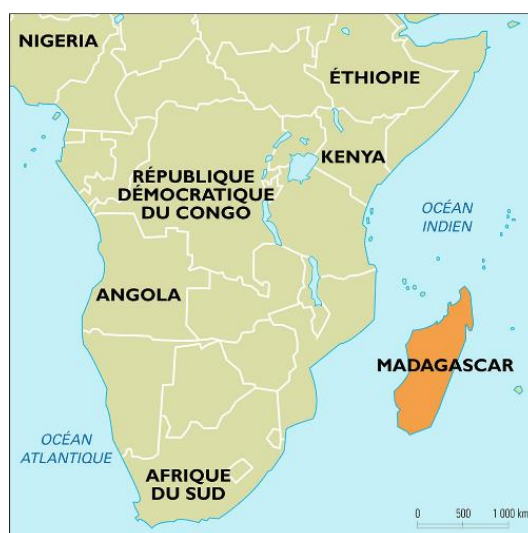 NIGERIA
ÉTHIOPIE
KENYA
RÉPUBLIQUE
DÉMOCRATIQUE
DU CONGO
OCÉAN
INDIEN
ANGOLA
MADAGASCAR
OCÉAN
ATLANTIQUE
AFRIQUE
DU SUD
0 500 1 000 km